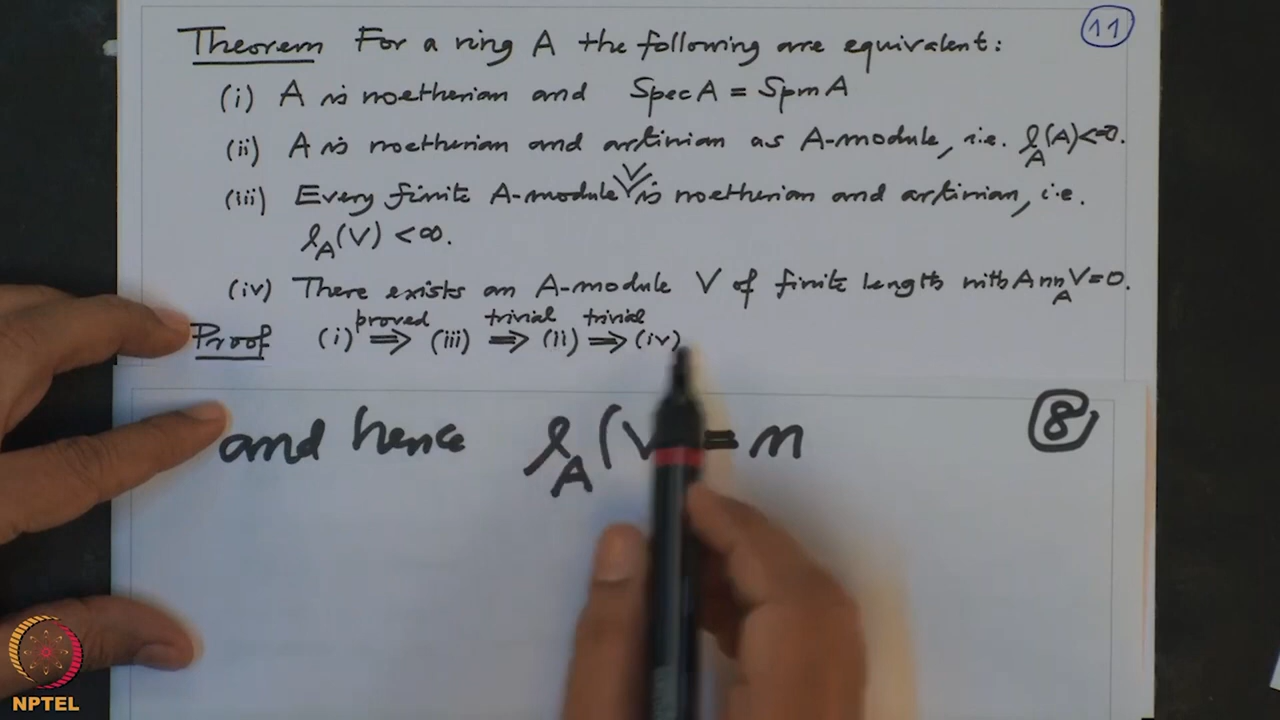 11
Theorem For a ring A the following are equivalent:
(i) A is noetherian and Spec A = Spm A
(ii) A is noetherian and artinian as A-module, i.e. l_A(A) < ∞.
(iii) Every finite A-module V is noetherian and artinian, i.e.
l_A(V) < ∞.
(iv) There exists an A-module V of finite length with Ann_A V = 0.
Proof (i) proved ⟹ (iii) trivial ⟹ (ii) trivial ⟹ (iv)
8
and hence l_A(V = n
NPTEL